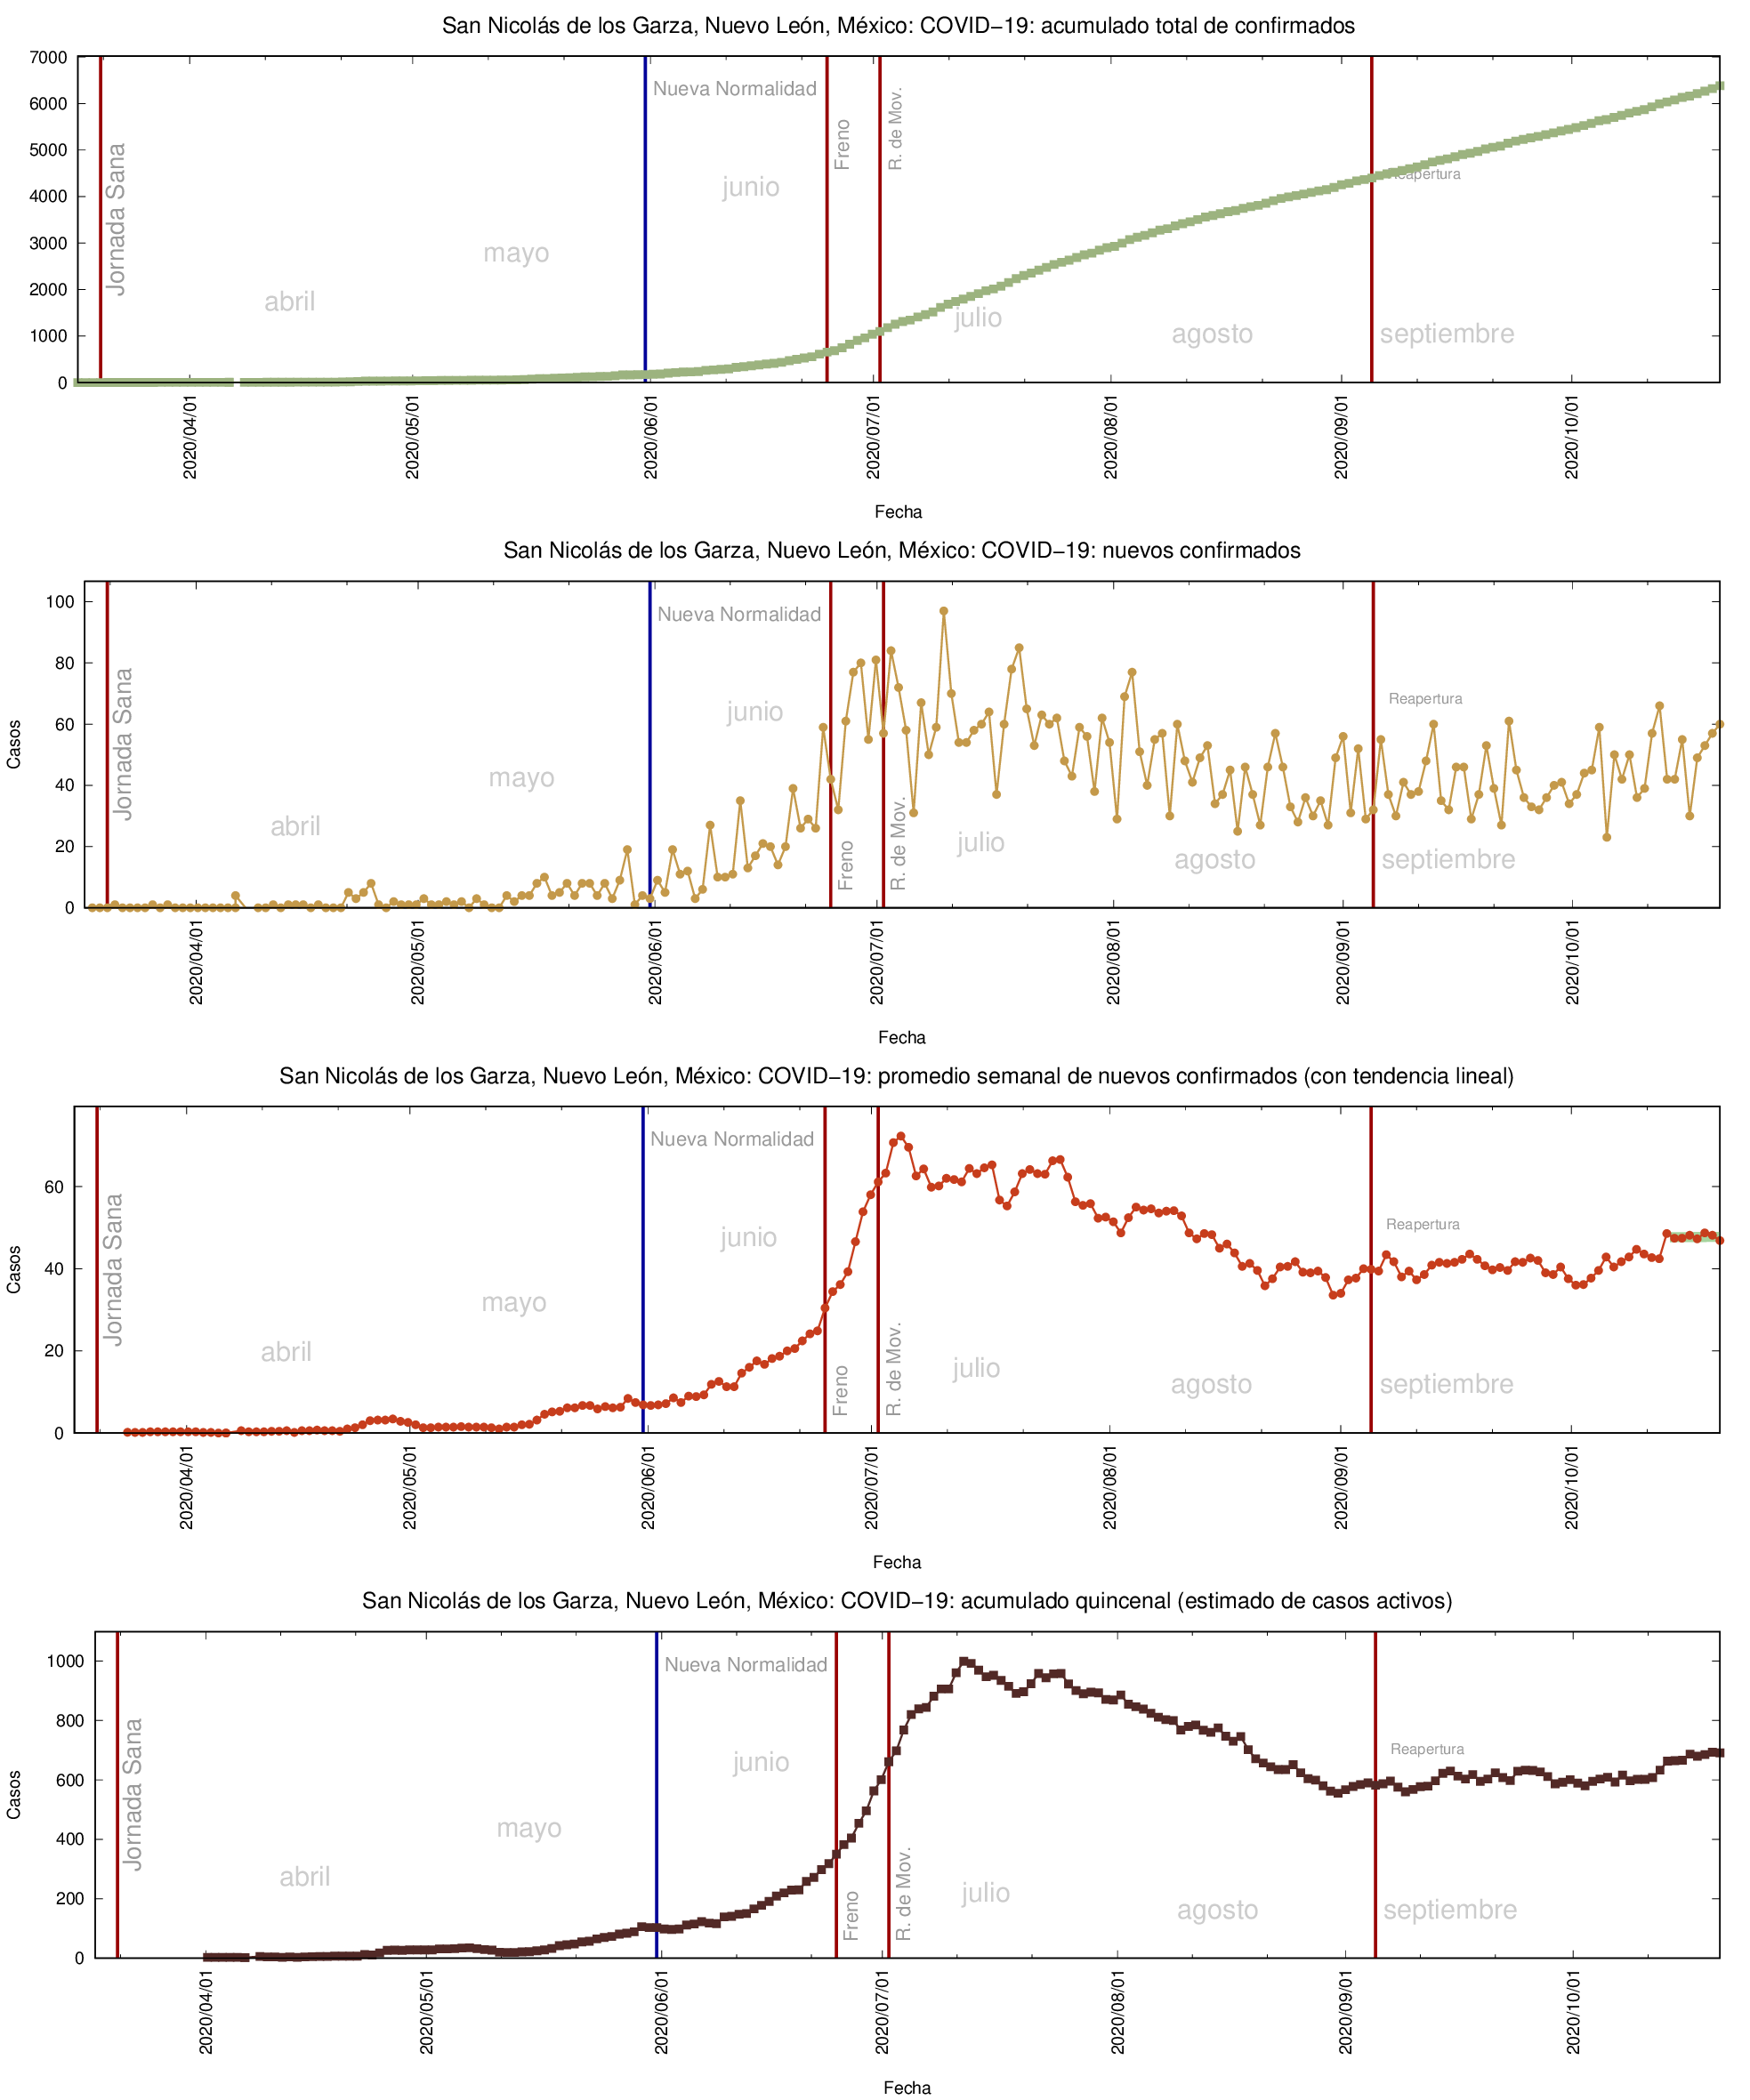 San Nicolás de los Garza, Nuevo León, México: COVID−19: acumulado total de confirmados
7000
6000
5000
4000
3000
2000
1000
0
Jornada Sana
abril
mayo
Nueva Normalidad
junio
Freno
R. de Mov.
julio
agosto
Reapertura
septiembre
2020/04/01
2020/05/01
2020/06/01
2020/07/01
2020/08/01
2020/09/01
2020/10/01
Fecha
San Nicolás de los Garza, Nuevo León, México: COVID−19: nuevos confirmados
Casos
100
80
60
40
20
0
Jornada Sana
abril
mayo
Nueva Normalidad
junio
Freno
R. de Mov.
julio
agosto
Reapertura
septiembre
2020/04/01
2020/05/01
2020/06/01
2020/07/01
2020/08/01
2020/09/01
2020/10/01
Fecha
San Nicolás de los Garza, Nuevo León, México: COVID−19: promedio semanal de nuevos confirmados (con tendencia lineal)
Casos
60
40
20
0
Jornada Sana
abril
mayo
Nueva Normalidad
junio
Freno
R. de Mov.
julio
agosto
Reapertura
septiembre
2020/04/01
2020/05/01
2020/06/01
2020/07/01
2020/08/01
2020/09/01
2020/10/01
Fecha
San Nicolás de los Garza, Nuevo León, México: COVID−19: acumulado quincenal (estimado de casos activos)
Casos
1000
800
600
400
200
0
Jornada Sana
abril
mayo
Nueva Normalidad
junio
Freno
R. de Mov.
julio
agosto
Reapertura
septiembre
2020/04/01
2020/05/01
2020/06/01
2020/07/01
2020/08/01
2020/09/01
2020/10/01
Fecha